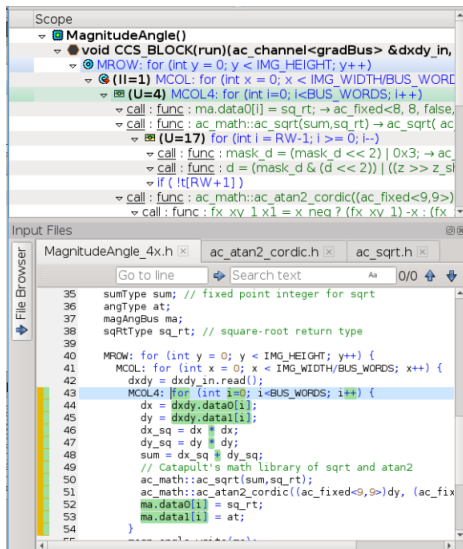 Scope
MagnitudeAngle()
void CCS_BLOCK(run)(ac_channel<gradBus> &dxdy_in,
MROW: for (int y = 0; y < IMG_HEIGHT; y++)
(II=1) MCOL: for (int x = 0; x < IMG_WIDTH/BUS_WORD
(U=4) MCOL4: for (int i=0; i<BUS_WORDS; i++)
call : func : ma.data0[i] = sq_rt; → ac_fixed<8, 8, false,
call : func : ac_math::ac_sqrt(sum,sq_rt) → ac_sqrt( ac
(U=17) for (int i = RW-1; i >= 0; i--)
call : func : mask_d = (mask_d << 2) | 0x3; → ac_
call : func : d = (mask_d & (d << 2)) | ((z >> z_sh
if ( !t[RW+1] )
call : func : ac_math::ac_atan2_cordic((ac_fixed<9,9>)
call : func : fx_xy_1 x1 = x_neg ? (fx_xy_1) -x : (fx
Input Files
File Browser
MagnitudeAngle_4x.h
ac_atan2_cordic.h
ac_sqrt.h
Go to line
Search text
Aa
0/0
35 sumType sum; // fixed point integer for sqrt
36 angType at;
37 magAngBus ma;
38 sqRtType sq_rt; // square-root return type
39
40 MROW: for (int y = 0; y < IMG_HEIGHT; y++) {
41 MCOL: for (int x = 0; x < IMG_WIDTH/BUS_WORDS; x++) {
42 dxdy = dxdy_in.read();
43 MCOL4: for (int i=0; i<BUS_WORDS; i++) {
44 dx = dxdy.data0[i];
45 dy = dxdy.data1[i];
46 dx_sq = dx * dx;
47 dy_sq = dy * dy;
48 sum = dx_sq + dy_sq;
49 // Catapult's math library of sqrt and atan2
50 ac_math::ac_sqrt(sum,sq_rt);
51 ac_math::ac_atan2_cordic((ac_fixed<9,9>)dy, (ac_fix
52 ma.data0[i] = sq_rt;
53 ma.data1[i] = at;
54 }